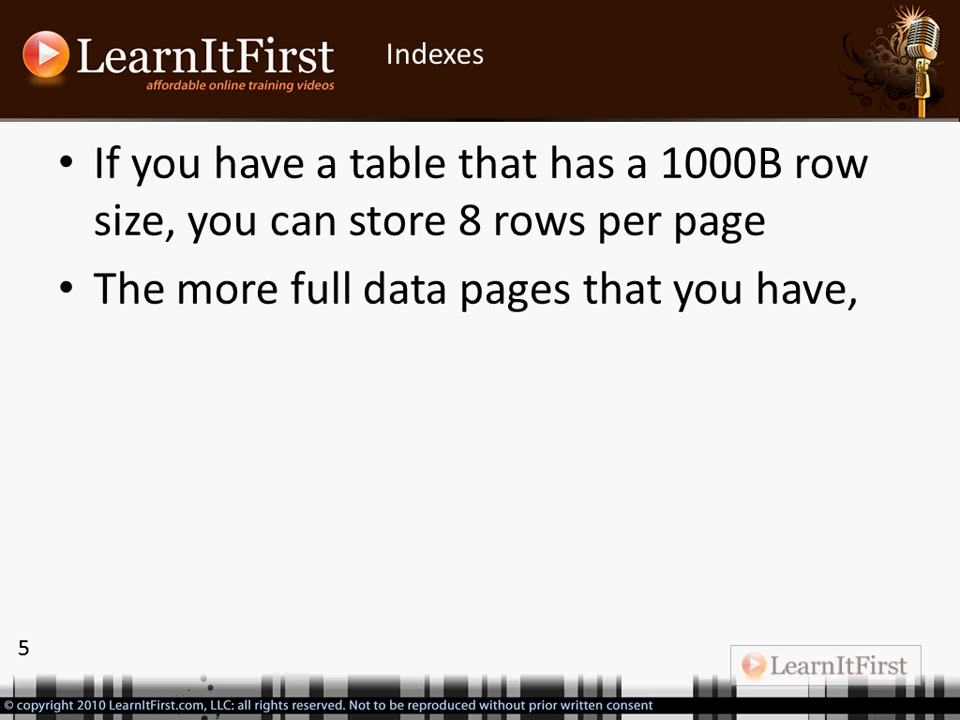 LearnItFirst
affordable online training videos
Indexes
• If you have a table that has a 1000B row
size, you can store 8 rows per page
• The more full data pages that you have,
5
LearnItFirst
© copyright 2010 LearnItFirst.com, LLC: all rights reserved. Not to be reproduced without prior written consent